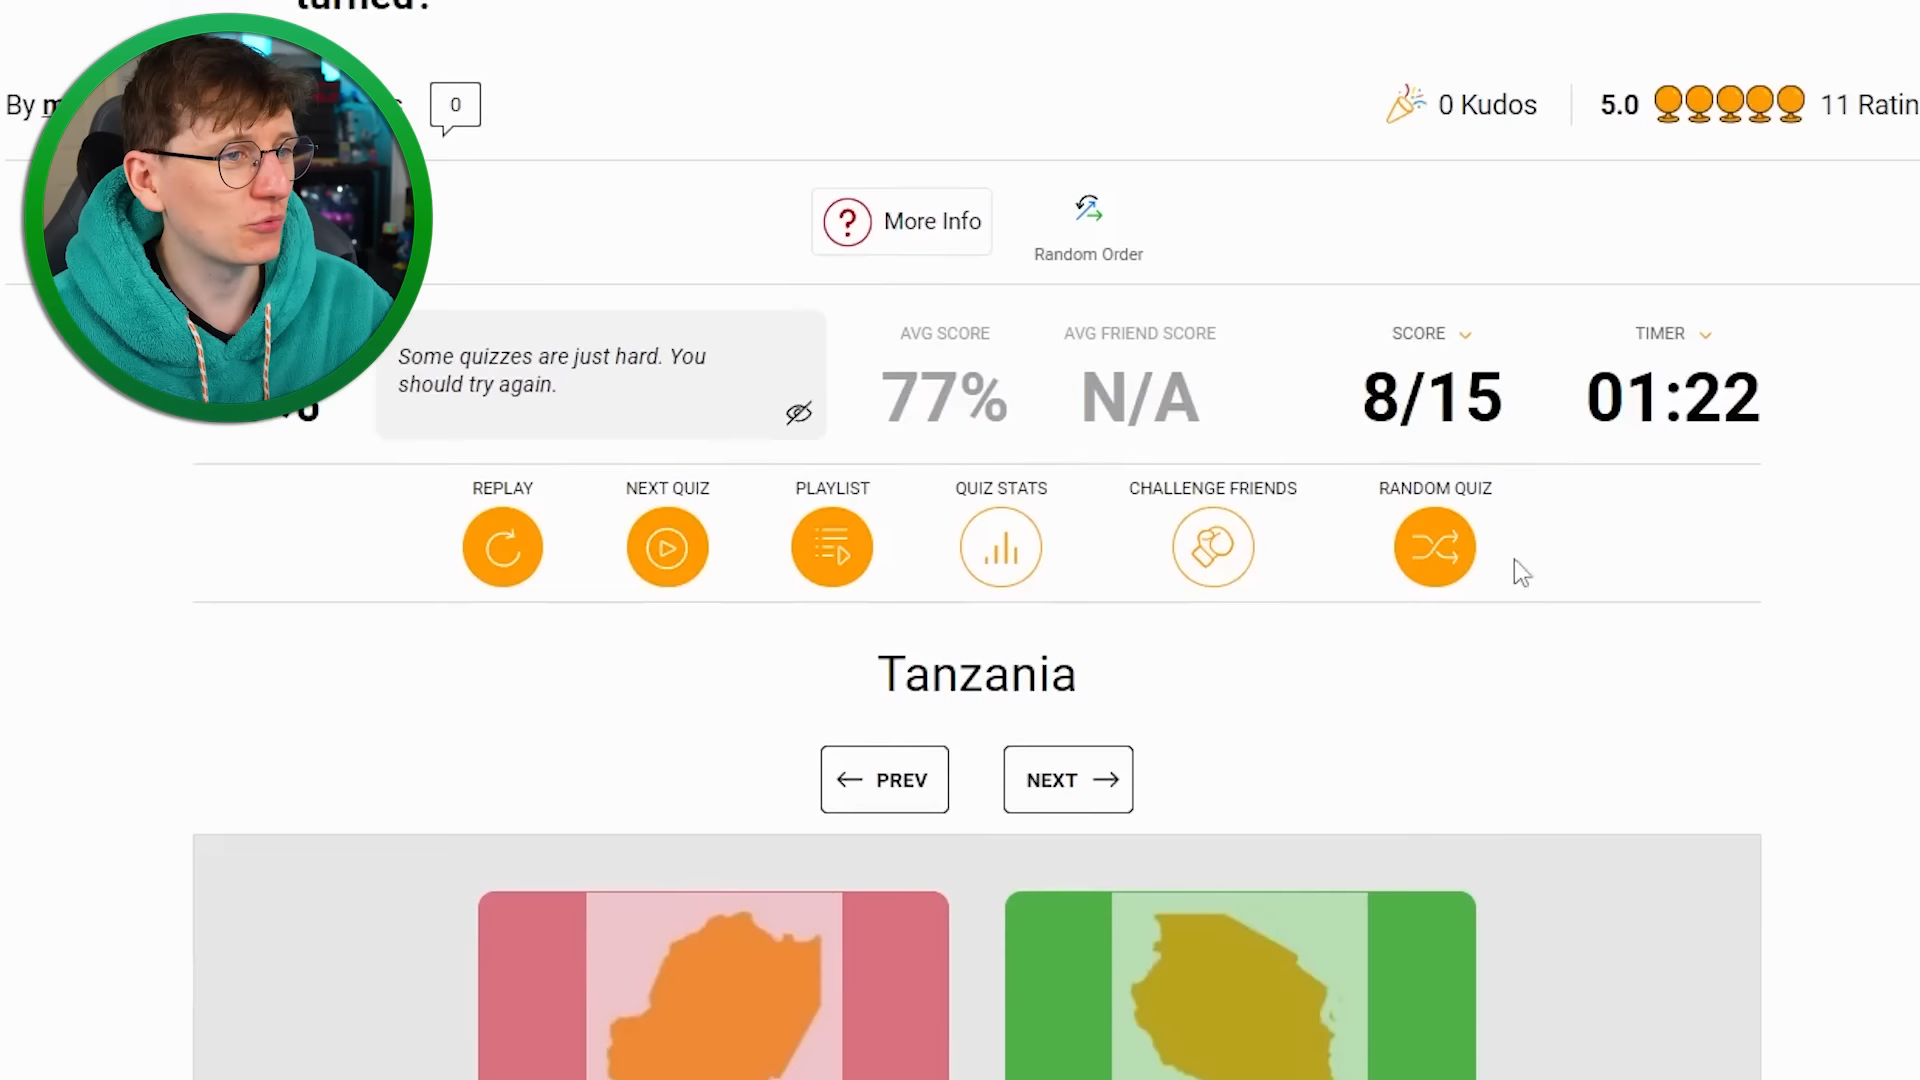 turned?
By
0
0 Kudos
5.0
11 Ratin
? More Info
Random Order
Some quizzes are just hard. You
should try again.
AVG SCORE
77%
AVG FRIEND SCORE
N/A
SCORE
8/15
TIMER
01:22
REPLAY
NEXT QUIZ
PLAYLIST
QUIZ STATS
CHALLENGE FRIENDS
RANDOM QUIZ
Tanzania
← PREV
NEXT →